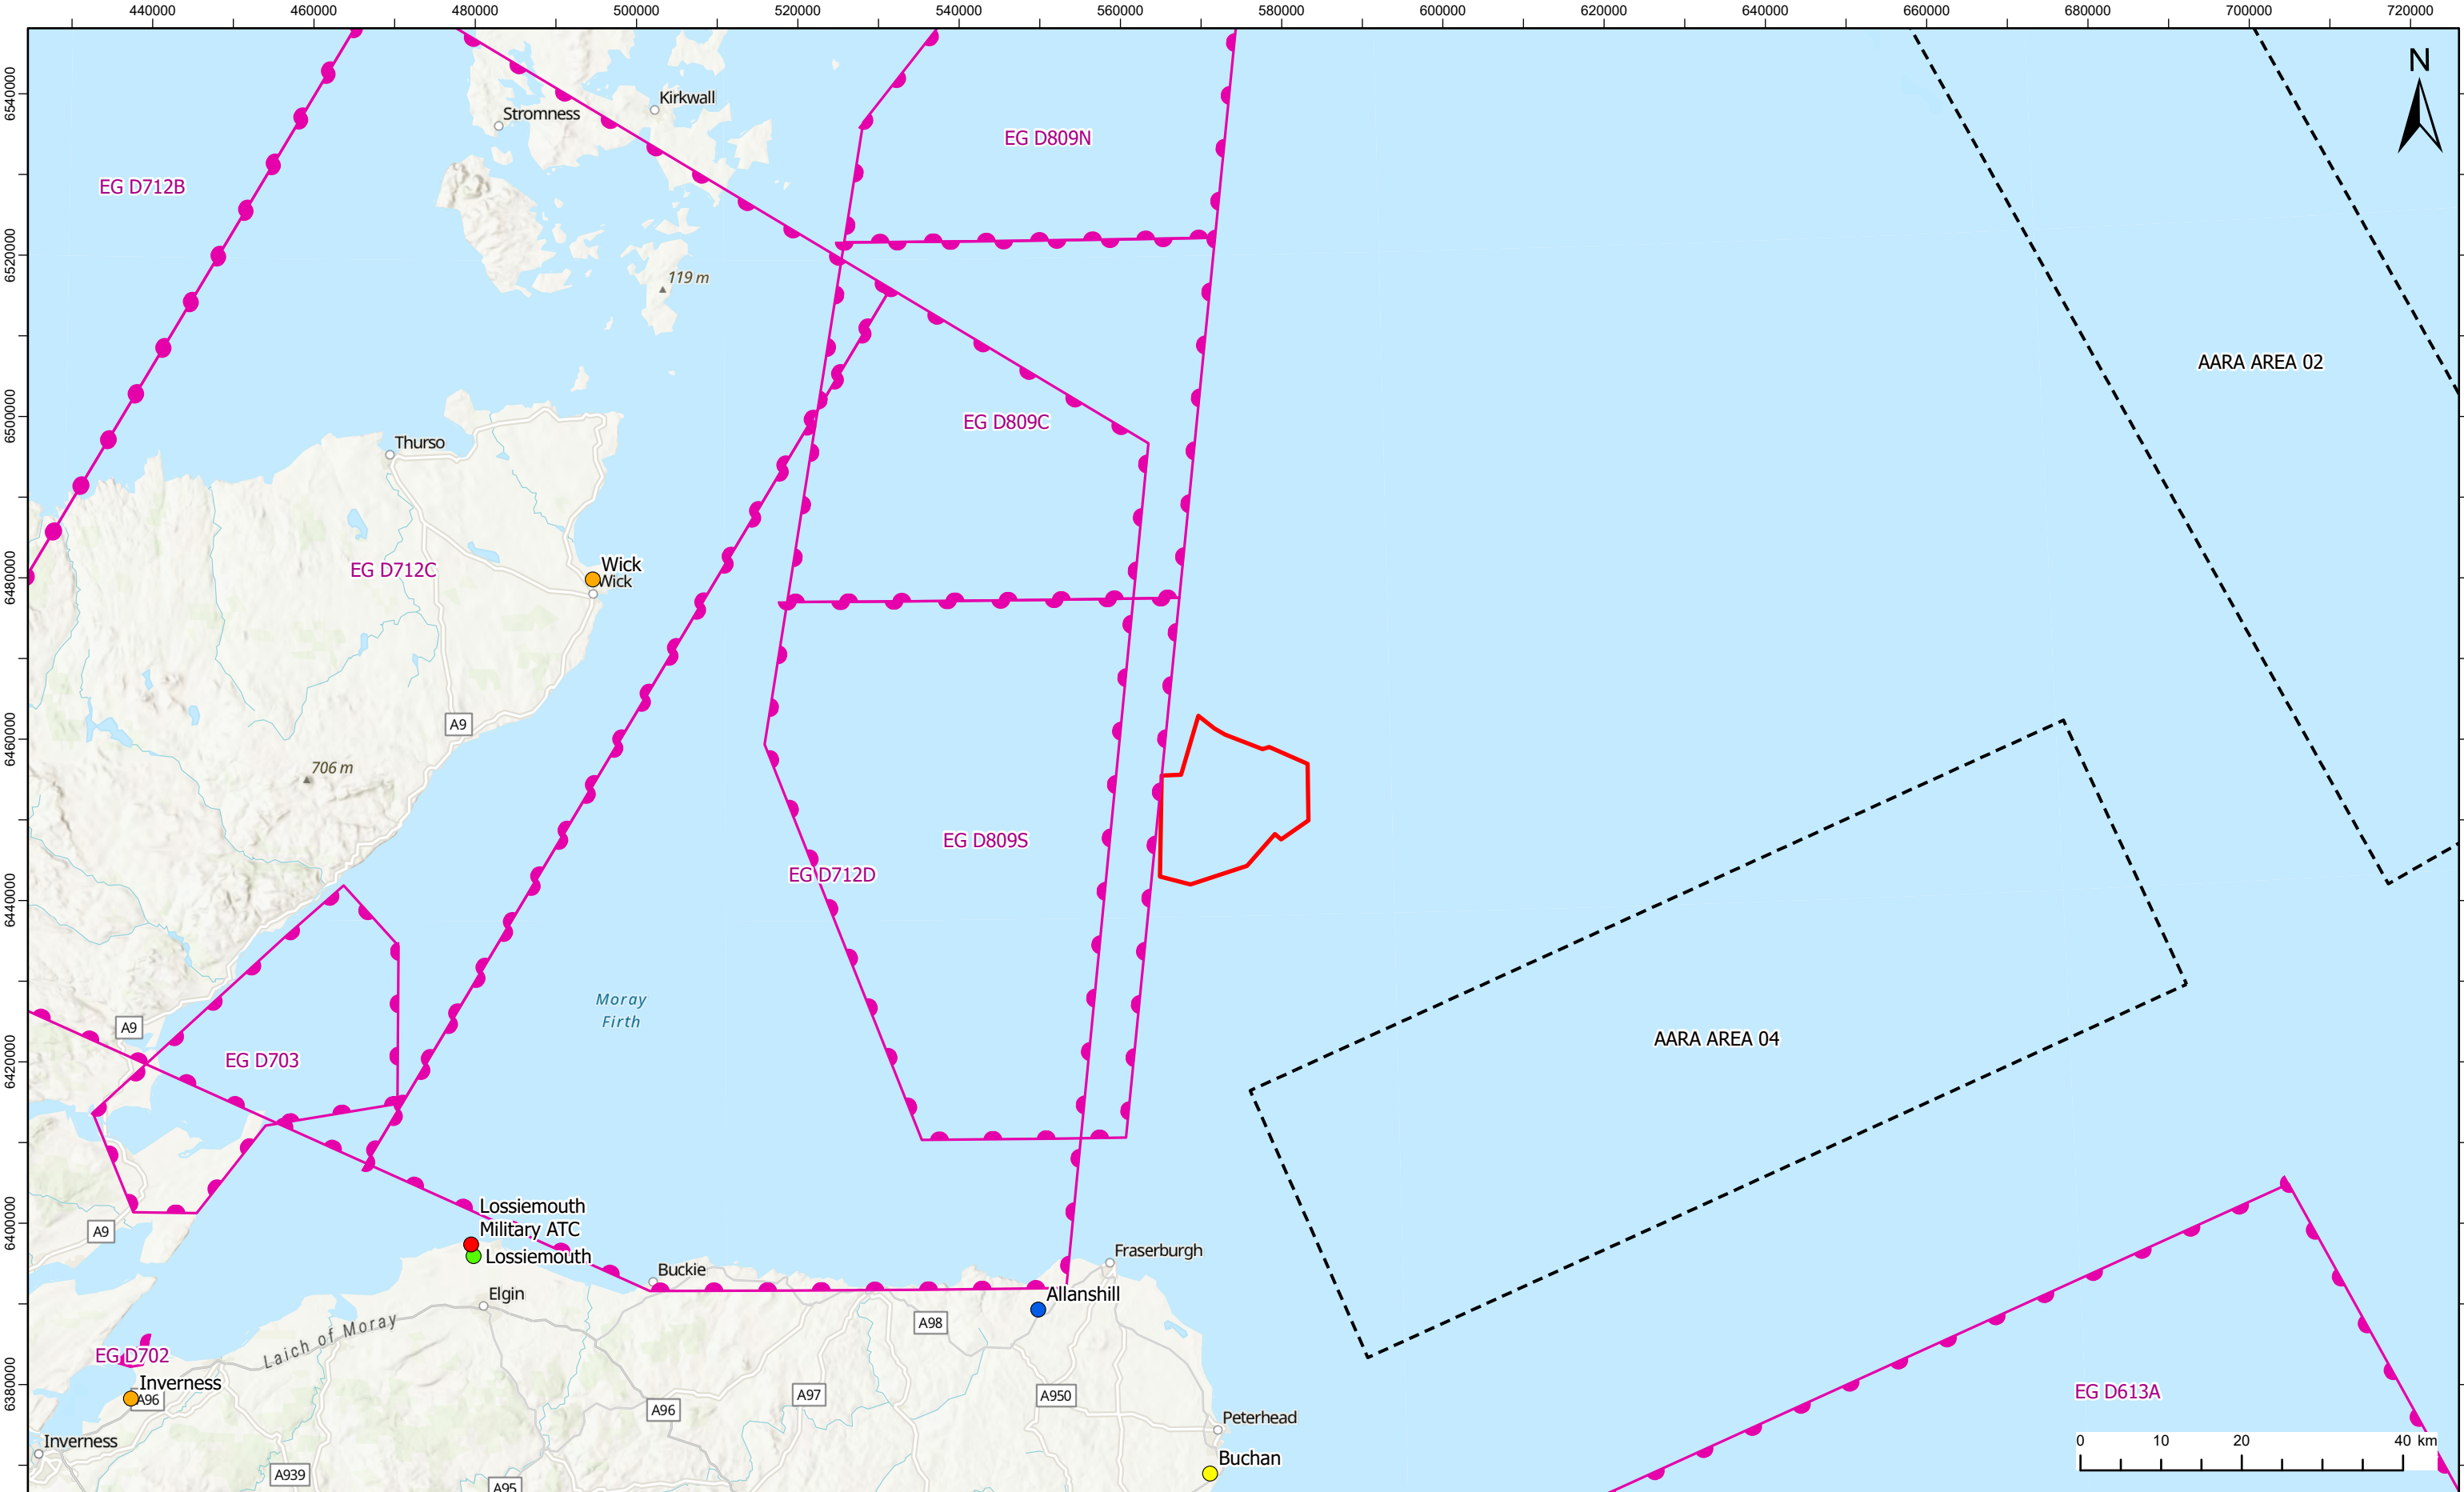 440000
460000
480000
500000
520000
540000
560000
580000
600000
620000
640000
660000
680000
700000
720000
6540000
6520000
6500000
6480000
6460000
6440000
6420000
6400000
6380000
N
Kirkwall
Stromness
EG D809N
EG D712B
119 m
AARA AREA 02
EG D809C
Thurso
Wick
Wick
EG D712C
A9
706 m
EG D809S
EG D712D
Moray
Firth
A9
EG D703
AARA AREA 04
Lossiemouth
Military ATC
A9
Lossiemouth
Fraserburgh
Buckie
Elgin
Allanshill
A98
Laich of Moray
EG D702
Inverness
A96
A97
A950
A96
EG D613A
Peterhead
Inverness
0 10 20 40 km
Buchan
A939
A95